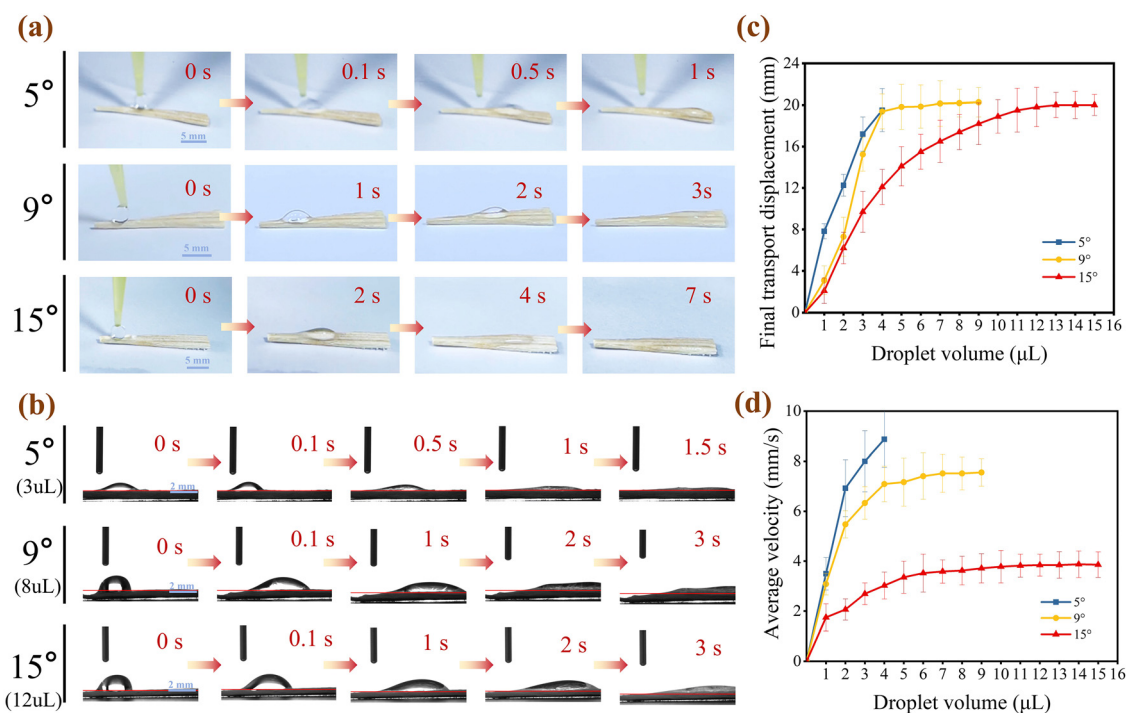 (a)
5°
0 s
0.1 s
0.5 s
1 s
5 mm
9°
0 s
1 s
2 s
3s
5 mm
15°
0 s
2 s
4 s
7 s
5 mm
(b)
5°
(3uL)
0 s
0.1 s
0.5 s
1 s
1.5 s
2 mm
9°
(8uL)
0 s
0.1 s
1 s
2 s
3 s
2 mm
15°
(12uL)
0 s
0.1 s
1 s
2 s
3 s
2 mm
(c)
Final transport displacement (mm)
24
20
16
12
8
4
0
5°
9°
15°
1 2 3 4 5 6 7 8 9 10 11 12 13 14 15 16
Droplet volume (μL)
(d)
Average velocity (mm/s)
10
8
6
4
2
0
5°
9°
15°
1 2 3 4 5 6 7 8 9 10 11 12 13 14 15 16
Droplet volume (μL)